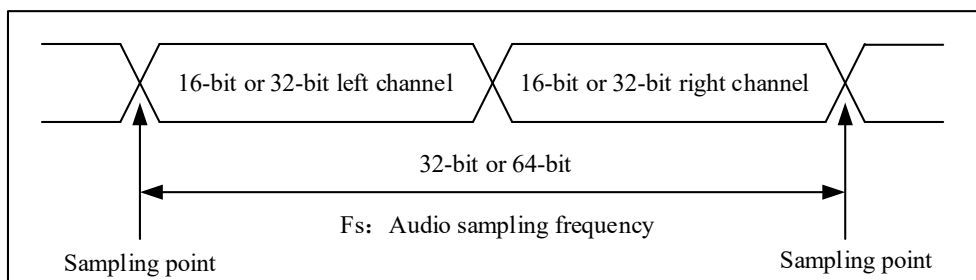 16-bit or 32-bit left channel
16-bit or 32-bit right channel
32-bit or 64-bit
Fs：Audio sampling frequency
Sampling point
Sampling point